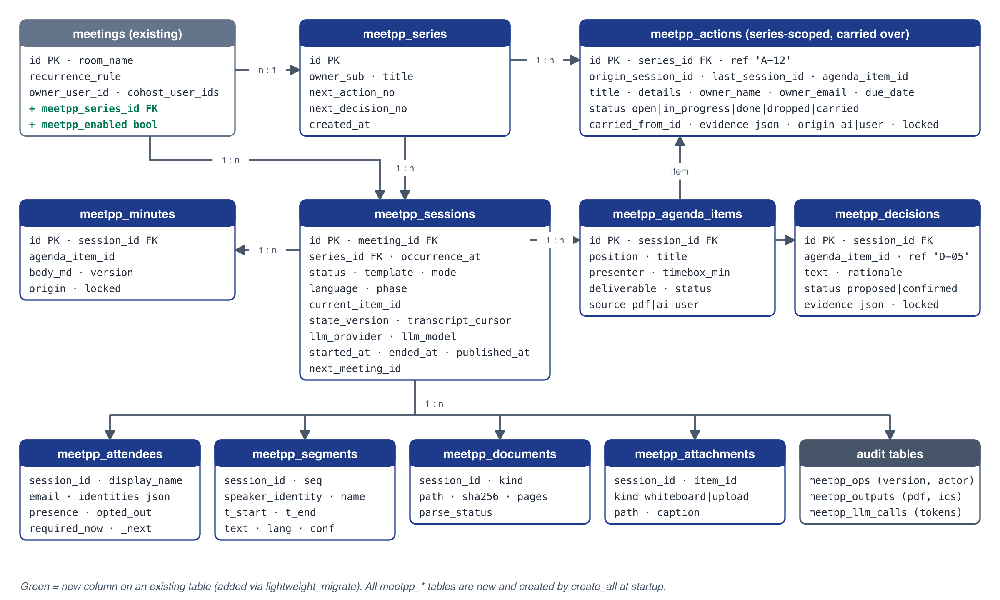 meetings (existing)
id PK · room_name
recurrence_rule
owner_user_id · cohost_user_ids
+ meetpp_series_id FK
+ meetpp_enabled bool
n : 1
meetpp_series
id PK
owner_sub · title
next_action_no
next_decision_no
created_at
1 : n
meetpp_actions (series-scoped, carried over)
id PK · series_id FK · ref 'A–12'
origin_session_id · last_session_id · agenda_item_id
title · details · owner_name · owner_email · due_date
status open|in_progress|done|dropped|carried
carried_from_id · evidence json · origin ai|user · locked
1 : n
1 : n
item
meetpp_minutes
id PK · session_id FK
agenda_item_id
body_md · version
origin · locked
1 : n
meetpp_sessions
id PK · meeting_id FK
series_id FK · occurrence_at
status · template · mode
language · phase
current_item_id
state_version · transcript_cursor
llm_provider · llm_model
started_at · ended_at · published_at
next_meeting_id
1 : n
meetpp_agenda_items
id PK · session_id FK
position · title
presenter · timebox_min
deliverable · status
source pdf|ai|user
meetpp_decisions
id PK · session_id FK
agenda_item_id · ref 'D–05'
text · rationale
status proposed|confirmed
evidence json · locked
1 : n
meetpp_attendees
session_id · display_name
email · identities json
presence · opted_out
required_now · _next
meetpp_segments
session_id · seq
speaker_identity · name
t_start · t_end
text · lang · conf
meetpp_documents
session_id · kind
path · sha256 · pages
parse_status
meetpp_attachments
session_id · item_id
kind whiteboard|upload
path · caption
audit tables
meetpp_ops (version, actor)
meetpp_outputs (pdf, ics)
meetpp_llm_calls (tokens)
Green = new column on an existing table (added via lightweight_migrate). All meetpp_* tables are new and created by create_all at startup.